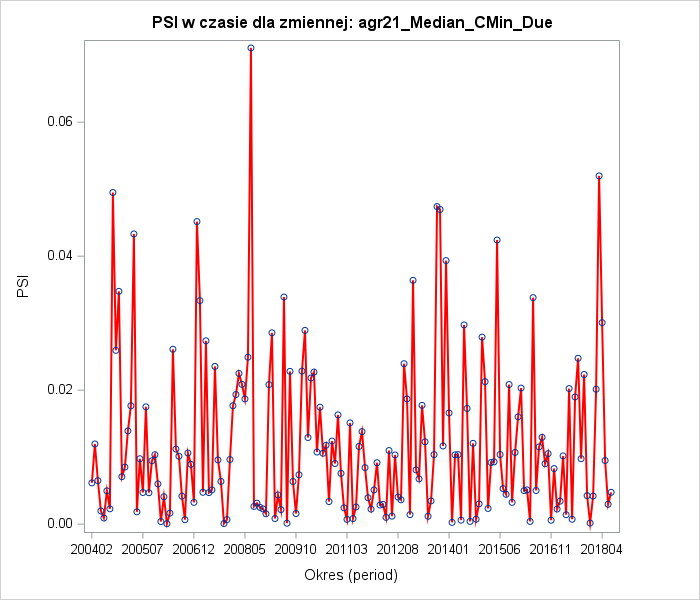 PSI w czasie dla zmiennej: agr21_Median_CMin_Due
0.06
0.04
0.02
0.00
PSI
200402 200507 200612 200805 200910 201103 201208 201401 201506 201611 201804
Okres (period)